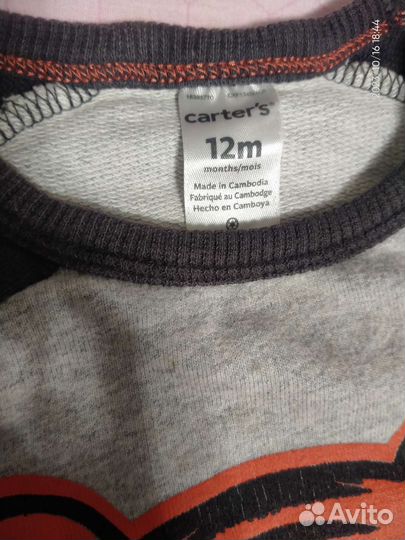 carter's
12m
months/mois
Made in Cambodia
Fabriqué au Cambodge
Hecho en Camboya
Avito